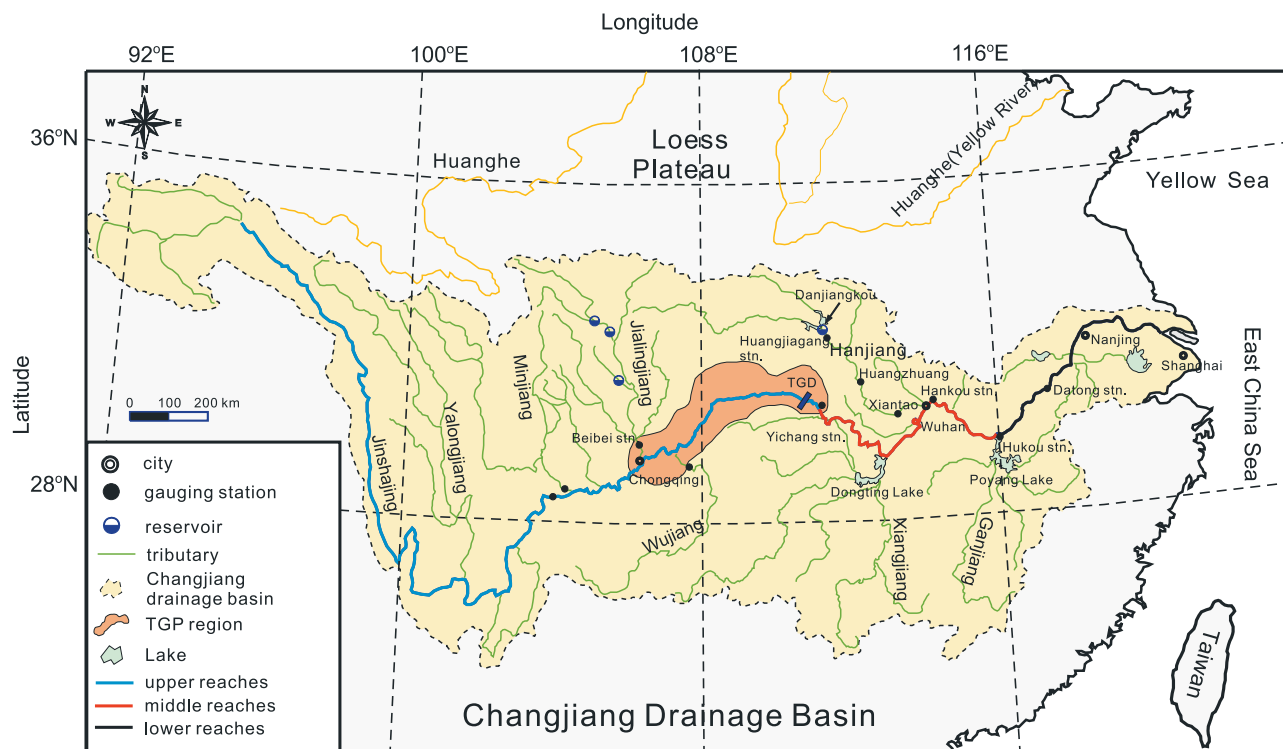 Longitude
92°E
100°E
108°E
116°E
N
W
E
S
36°N
Loess
Plateau
Huanghe
Huanghe(Yellow River)
Yellow Sea
Danjiangkou
Huangjiagang
stn.
Hanjiang
Nanjing
Shanghai
East China Sea
Jialingjiang
Minjiang
Huangzhuang
Hankou stn.
Datong stn.
TGD
Xiantao
Wuhan
Latitude
0 100 200 km
Yalongjiang
Jinshajing
Beibei stn.
Yichang stn.
Hukou stn.
Chongqing
Dongting Lake
Poyang Lake
28°N
Wujiang
Xiangjiang
Ganjiang
city
gauging station
reservoir
tributary
Changjiang
drainage basin
TGP region
Lake
upper reaches
middle reaches
lower reaches
Taiwan
Changjiang Drainage Basin